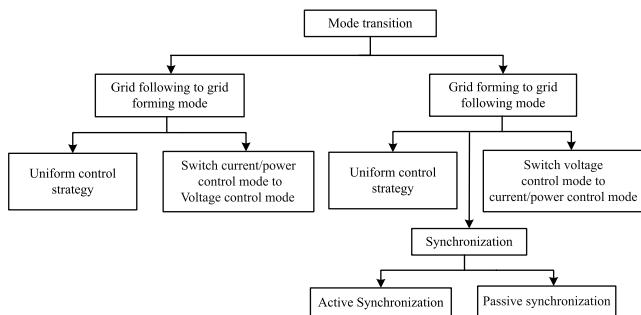 Mode transition
Grid following to grid
forming mode
Grid forming to grid
following mode
Uniform control
strategy
Switch current/power
control mode to
Voltage control mode
Uniform control
strategy
Switch voltage
control mode to
current/power control mode
Synchronization
Active Synchronization
Passive synchronization